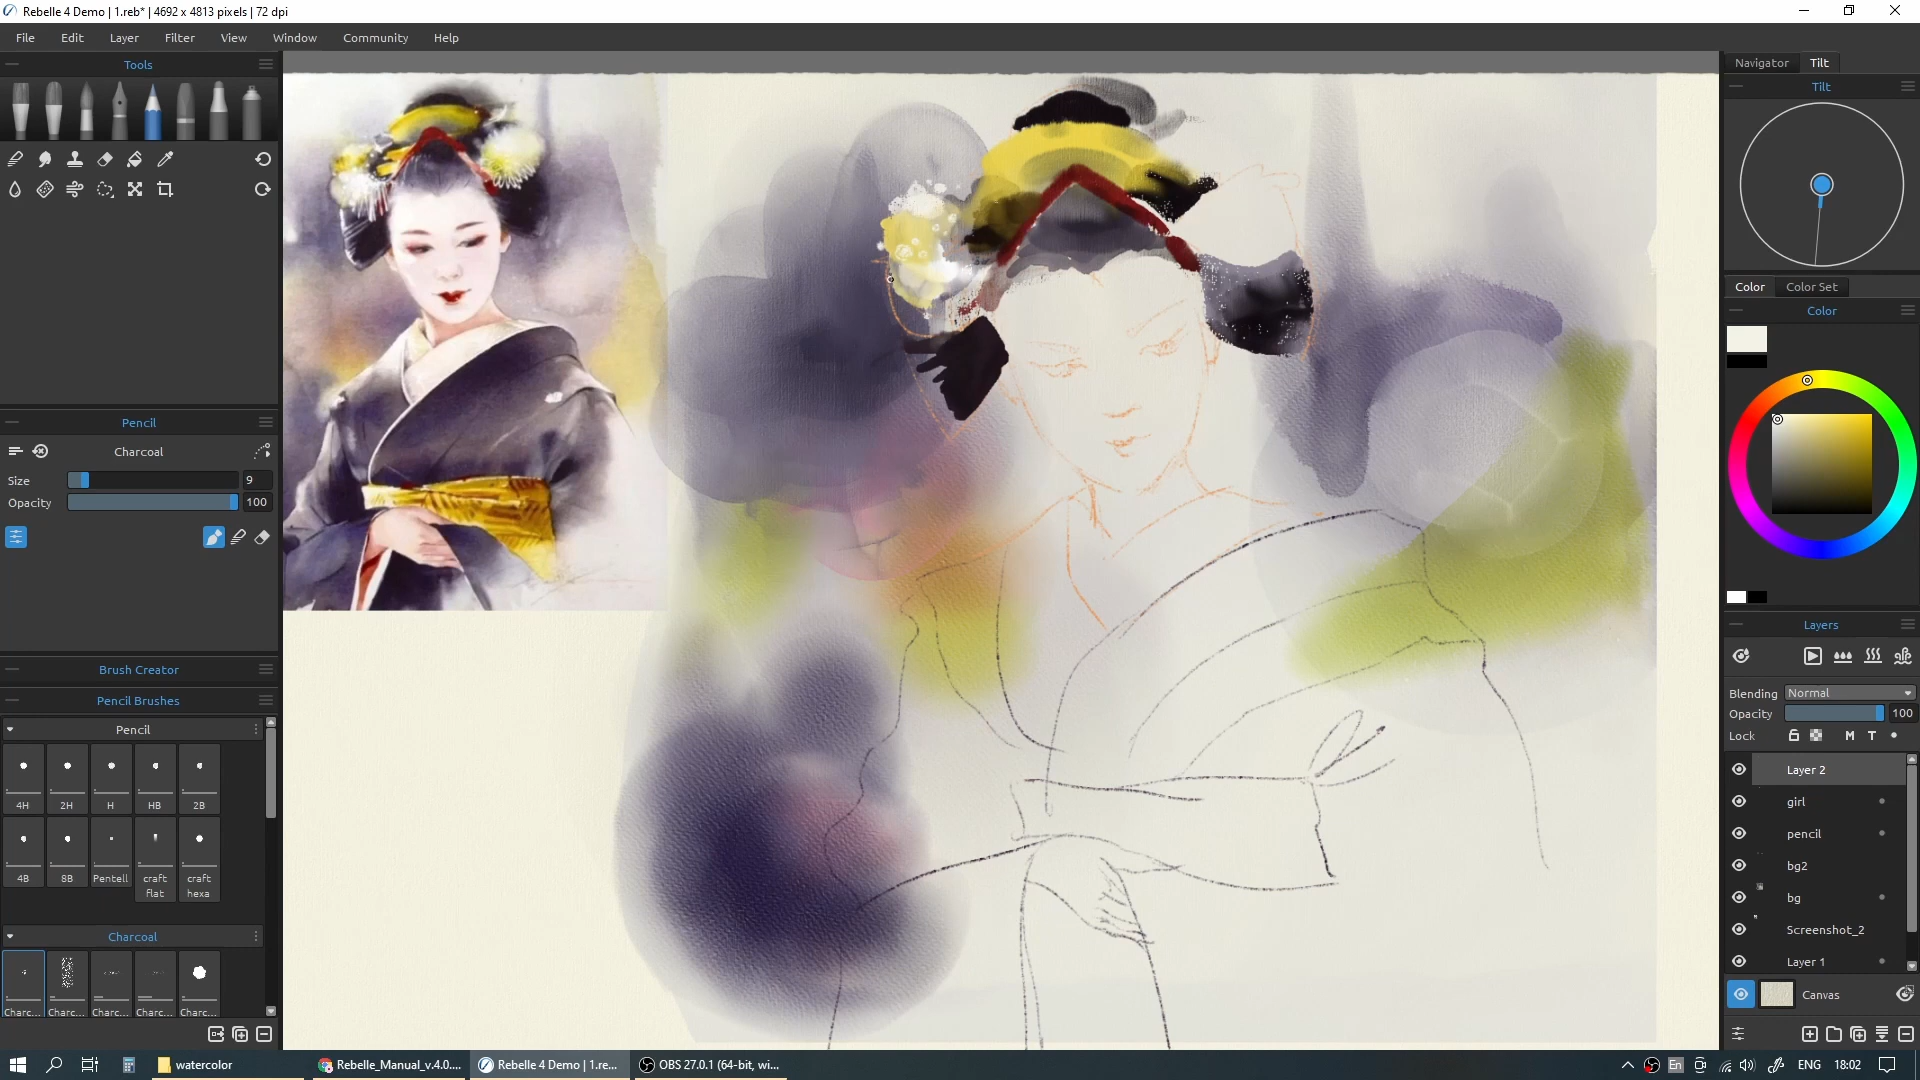 Rebelle 4 Demo | 1.reb* | 4692 x 4813 pixels | 72 dpi
File Edit Layer Filter View Window Community Help
Tools
Pencil
Charcoal
Size 9
Opacity 100
Brush Creator
Pencil Brushes
Pencil
4H 2H H HB 2B
4B 8B Pentell craft flat craft hexa
Charcoal
Charc... Charc... Charc... Charc... Charc...
Navigator Tilt
Tilt
Color Color Set
Color
Layers
Blending Normal
Opacity 100
Lock M T
Layer 2
girl
pencil
bg2
bg
Screenshot_2
Layer 1
Canvas
watercolor
Rebelle_Manual_v.4.0....
Rebelle 4 Demo | 1.re...
OBS 27.0.1 (64-bit, wi...
En
ENG
18:02